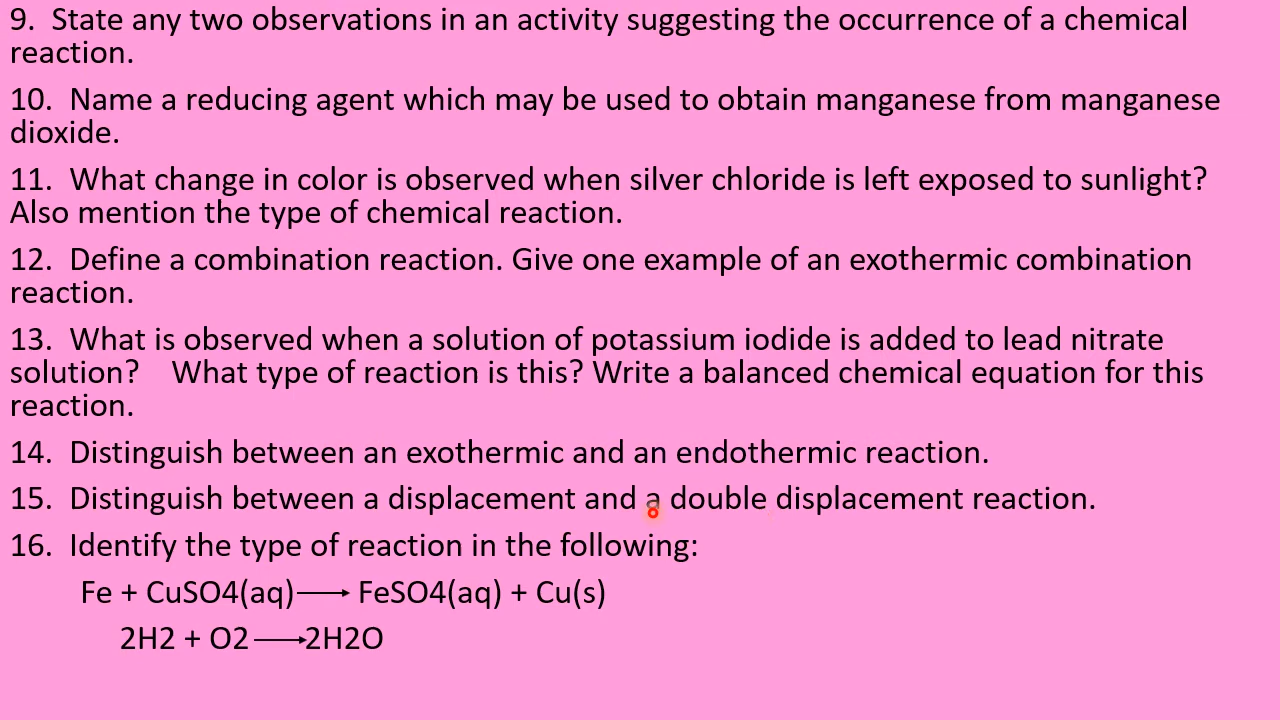 9.  State any two observations in an activity suggesting the occurrence of a chemical
reaction.
10.  Name a reducing agent which may be used to obtain manganese from manganese
dioxide.
11.  What change in color is observed when silver chloride is left exposed to sunlight?
Also mention the type of chemical reaction.
12.  Define a combination reaction. Give one example of an exothermic combination
reaction.
13.  What is observed when a solution of potassium iodide is added to lead nitrate
solution?    What type of reaction is this? Write a balanced chemical equation for this
reaction.
14.  Distinguish between an exothermic and an endothermic reaction.
15.  Distinguish between a displacement and a double displacement reaction.
16.  Identify the type of reaction in the following:
Fe + CuSO4(aq)⟶ FeSO4(aq) + Cu(s)
2H2 + O2⟶2H2O